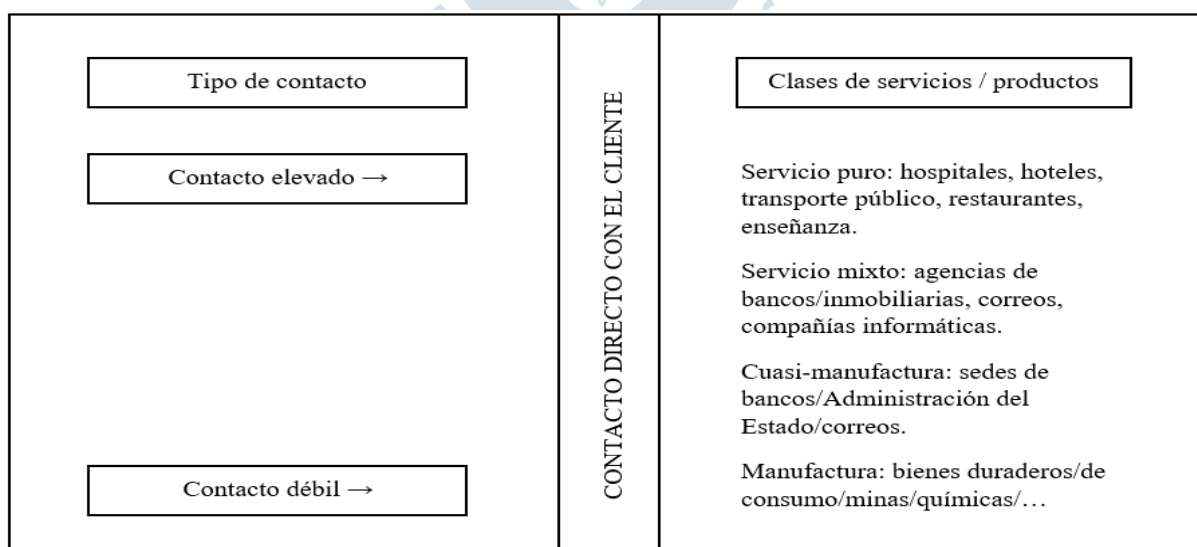 Tipo de contacto
Contacto elevado →
Contacto débil →
CONTACTO DIRECTO CON EL CLIENTE
Clases de servicios / productos
Servicio puro: hospitales, hoteles,
transporte público, restaurantes,
enseñanza.
Servicio mixto: agencias de
bancos/inmobiliarias, correos,
compañías informáticas.
Cuasi-manufactura: sedes de
bancos/Administración del
Estado/correos.
Manufactura: bienes duraderos/de
consumo/minas/químicas/…